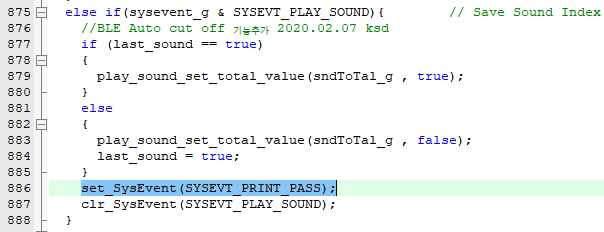 875 else if(sysevent_g & SYSEVT_PLAY_SOUND){ // Save Sound Index
876 //BLE Auto cut off 기능추가 2020.02.07 ksd
877 if (last_sound == true)
878 {
879 play_sound_set_total_value(sndToTal_g , true);
880 }
881 else
882 {
883 play_sound_set_total_value(sndToTal_g , false);
884 last_sound = true;
885 }
886 set_SysEvent(SYSEVT_PRINT_PASS);
887 clr_SysEvent(SYSEVT_PLAY_SOUND);
888 }